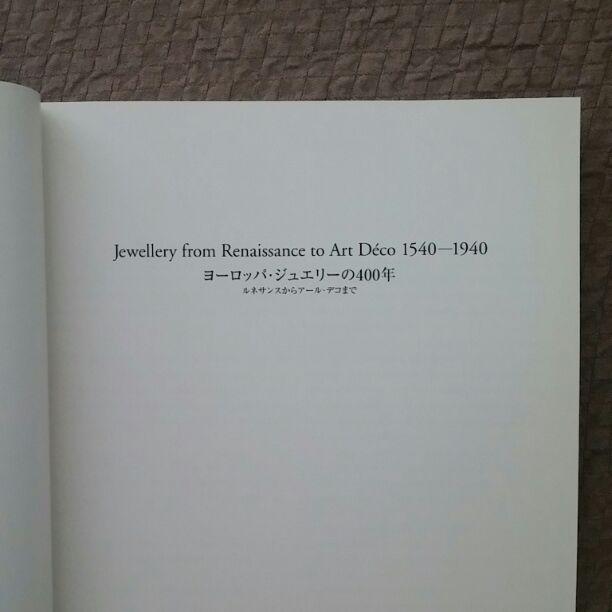 Jewellery from Renaissance to Art Déco 1540—1940
ヨーロッパ・ジュエリーの400年
ルネサンスからアール・デコまで